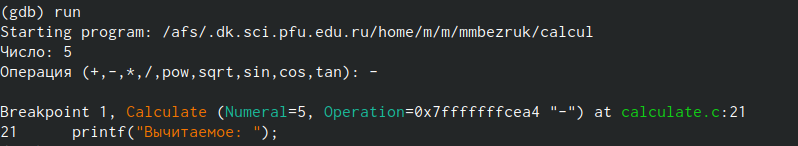 (gdb) run
Starting program: /afs/.dk.sci.pfu.edu.ru/home/m/m/mmbezruk/calcul
Число: 5
Операция (+,-,*,/,pow,sqrt,sin,cos,tan): -
Breakpoint 1, Calculate (Numeral=5, Operation=0x7fffffffcea4 "-") at calculate.c:21
21 printf("Вычитаемое: ");